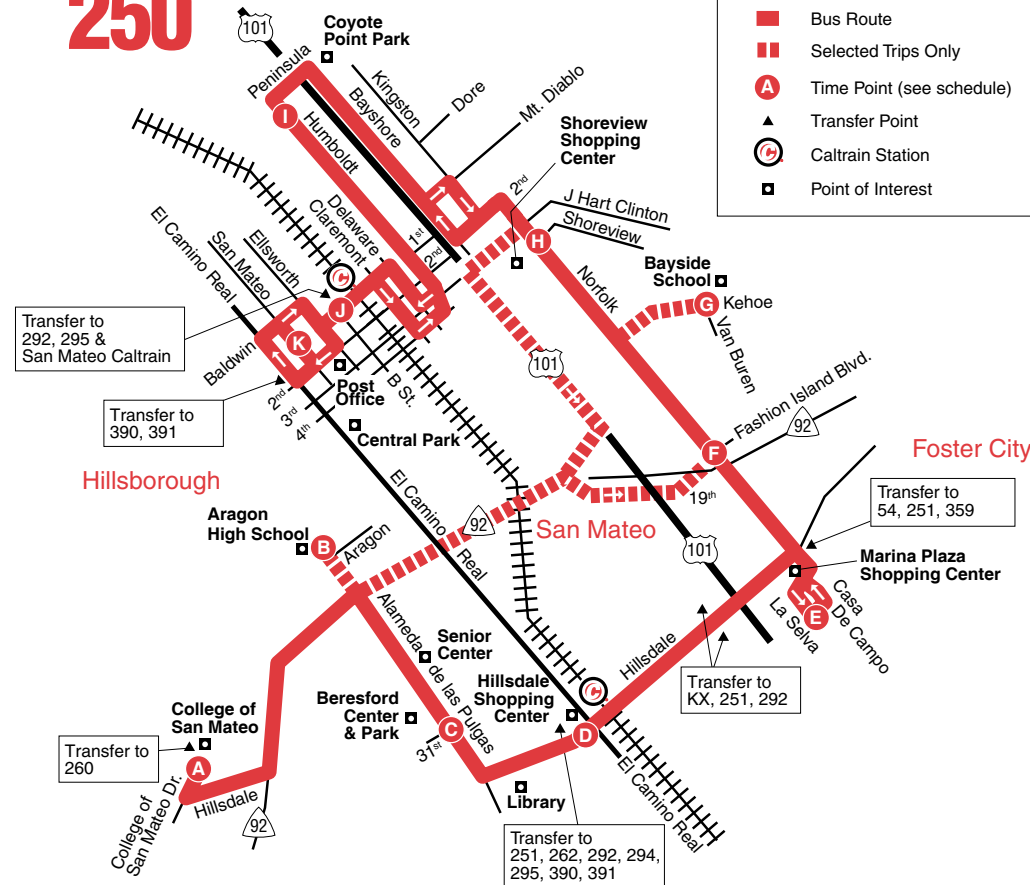 250
Bus Route
Selected Trips Only
A Time Point (see schedule)
Transfer Point
C Caltrain Station
Point of Interest
101
Coyote
Point Park
Peninsula
Kingston
Bayshore
Dore
Mt. Diablo
I
Humboldt
Shoreview
Shopping
Center
2nd
J Hart Clinton
Shoreview
H
Delaware
Claremont
1st
2nd
El Camino Real
San Mateo
Ellsworth
C
J
K
Baldwin
Transfer to
292, 295 &
San Mateo Caltrain
Norfolk
Bayside
School
G Kehoe
Van Buren
101
Post
Office
B St.
2nd
3rd
4th
Transfer to
390, 391
Central Park
Fashion Island Blvd.
92
F
Foster City
Hillsborough
El Camino Real
92
San Mateo
19th
Transfer to
54, 251, 359
Aragon
High School
B
Aragon
101
Marina Plaza
Shopping Center
Casa
De Campo
La Selva
E
Alameda de las Pulgas
Senior
Center
Hillsdale
Transfer to
KX, 251, 292
Hillsdale
Shopping
Center
C
Beresford
Center
& Park
31st
C
D
College of
San Mateo
Transfer to
260
A
Hillsdale
College of
San Mateo Dr.
92
Library
El Camino Real
Transfer to
251, 262, 292, 294,
295, 390, 391